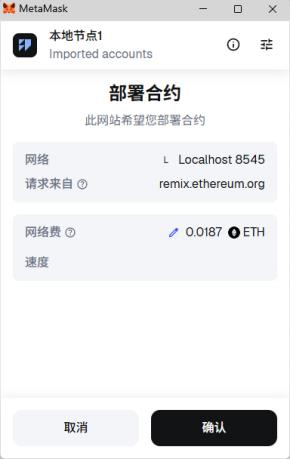 MetaMask
本地节点1
Imported accounts
部署合约
此网站希望您部署合约
网络 L Localhost 8545
请求来自 remix.ethereum.org
网络费 0.0187 ETH
速度
取消 确认